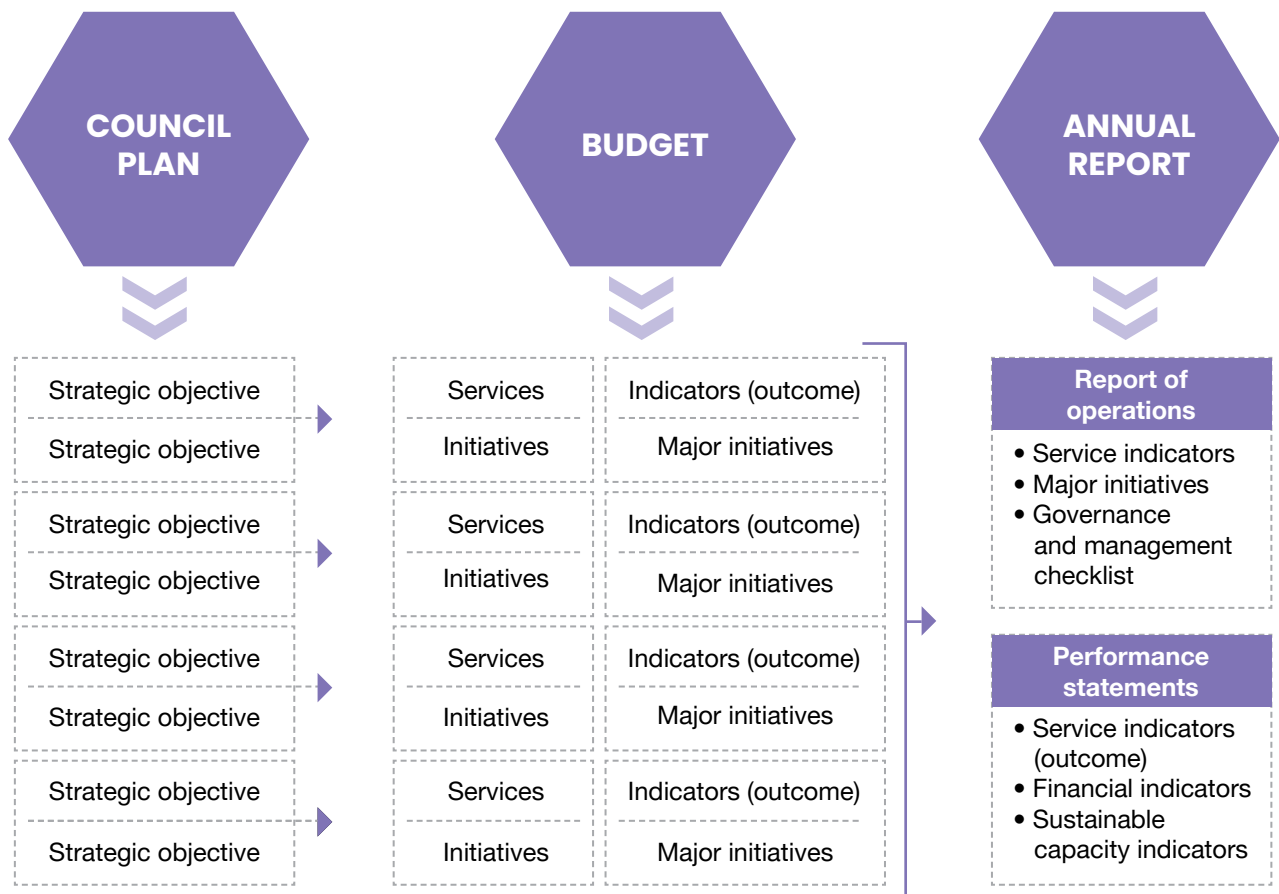 COUNCIL
PLAN
Strategic objective
Strategic objective
Strategic objective
Strategic objective
Strategic objective
Strategic objective
Strategic objective
Strategic objective
BUDGET
Services
Indicators (outcome)
Initiatives
Major initiatives
Services
Indicators (outcome)
Initiatives
Major initiatives
Services
Indicators (outcome)
Initiatives
Major initiatives
Services
Indicators (outcome)
Initiatives
Major initiatives
ANNUAL
REPORT
Report of
operations
• Service indicators
• Major initiatives
• Governance
and management
checklist
Performance
statements
• Service indicators
(outcome)
• Financial indicators
• Sustainable
capacity indicators